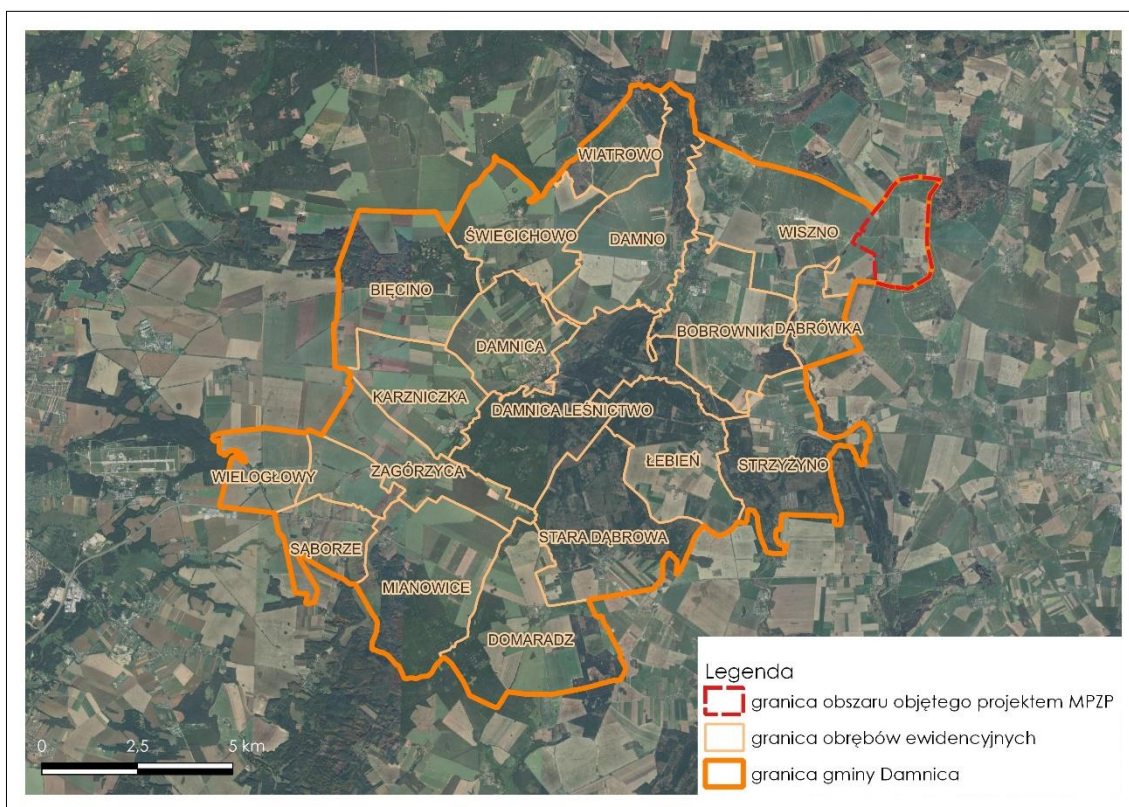 WIATROWO
ŚWIECICHOWO
DAMNO
WISZNO
BIĘCINO
BOBROWNIKI
DĄBRÓWKA
DAMNICA
KARZNICZKA
DAMNICA LEŚNICTWO
ŁEBIEŃ
STRZYŻYNO
WIELOGŁOWY
ZAGÓRZYCA
STARA DĄBROWA
SĄBORZE
MIANOWICE
DOMARADZ
Legenda
granica obszaru objętego projektem MPZP
granica obrębów ewidencyjnych
granica gminy Damnica
0 2,5 5 km